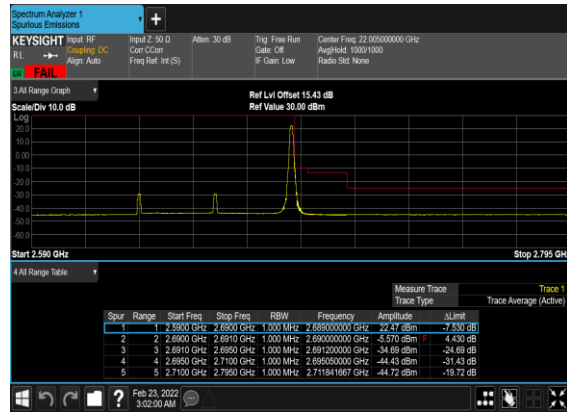 Spectrum Analyzer 1
Spurious Emissions
+
KEYSIGHT Input: RF Input Z: 50 Ω Atten: 30 dB Trig: Free Run Center Freq: 22.005000000 GHz
RL Coupling: DC Corr CCorr Gate: Off Avg|Hold: 1000/1000
Align: Auto Freq Ref: Int (S) IF Gain: Low Radio Std: None
FAIL
3 All Range Graph
Ref Lvl Offset 15.43 dB
Scale/Div 10.0 dB Ref Value 30.00 dBm
Log
20.0
10.0
0.00
-10.0
-20.0
-30.0
-40.0
-50.0
-60.0
Start 2.590 GHz Stop 2.795 GHz
4 All Range Table
Measure Trace Trace 1
Trace Type Trace Average (Active)
Spur Range Start Freq Stop Freq RBW Frequency Amplitude ΔLimit
1 1 2.5900 GHz 2.6900 GHz 1.000 MHz 2.689000000 GHz 22.47 dBm -7.530 dB
2 2 2.6900 GHz 2.6910 GHz 1.000 MHz 2.690000000 GHz -5.570 dBm F 4.430 dB
3 3 2.6910 GHz 2.6950 GHz 1.000 MHz 2.691200000 GHz -34.69 dBm -24.69 dB
4 4 2.6950 GHz 2.7100 GHz 1.000 MHz 2.695050000 GHz -44.43 dBm -31.43 dB
5 5 2.7100 GHz 2.7950 GHz 1.000 MHz 2.711841667 GHz -44.72 dBm -19.72 dB
? Feb 23, 2022
3:02:00 AM